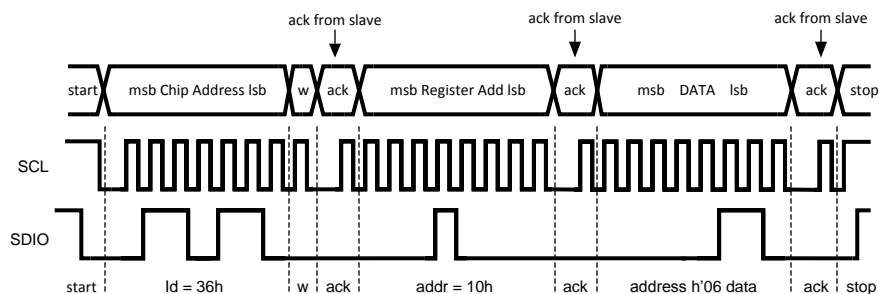 ack from slave ack from slave ack from slave
start msb Chip Address lsb w ack msb Register Add lsb ack msb DATA lsb ack stop
SCL
SDIO
start Id = 36h w ack addr = 10h ack address h'06 data ack stop